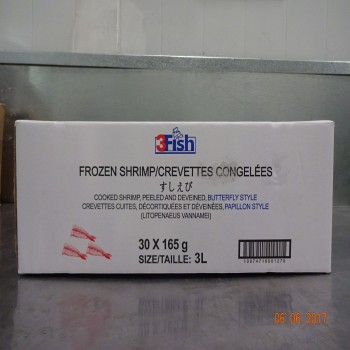 3Fish
FROZEN SHRIMP/CREVETTES CONGELÉES
すしえび
COOKED SHRIMP, PEELED AND DEVEINED, BUTTERFLY STYLE
CREVETTES CUITES, DÉCORTIQUÉES ET DÉVEINÉES, PAPILLON STYLE
(LITOPENAEUS VANNAMEI)
30 X 165 g
SIZE/TAILLE: 3L